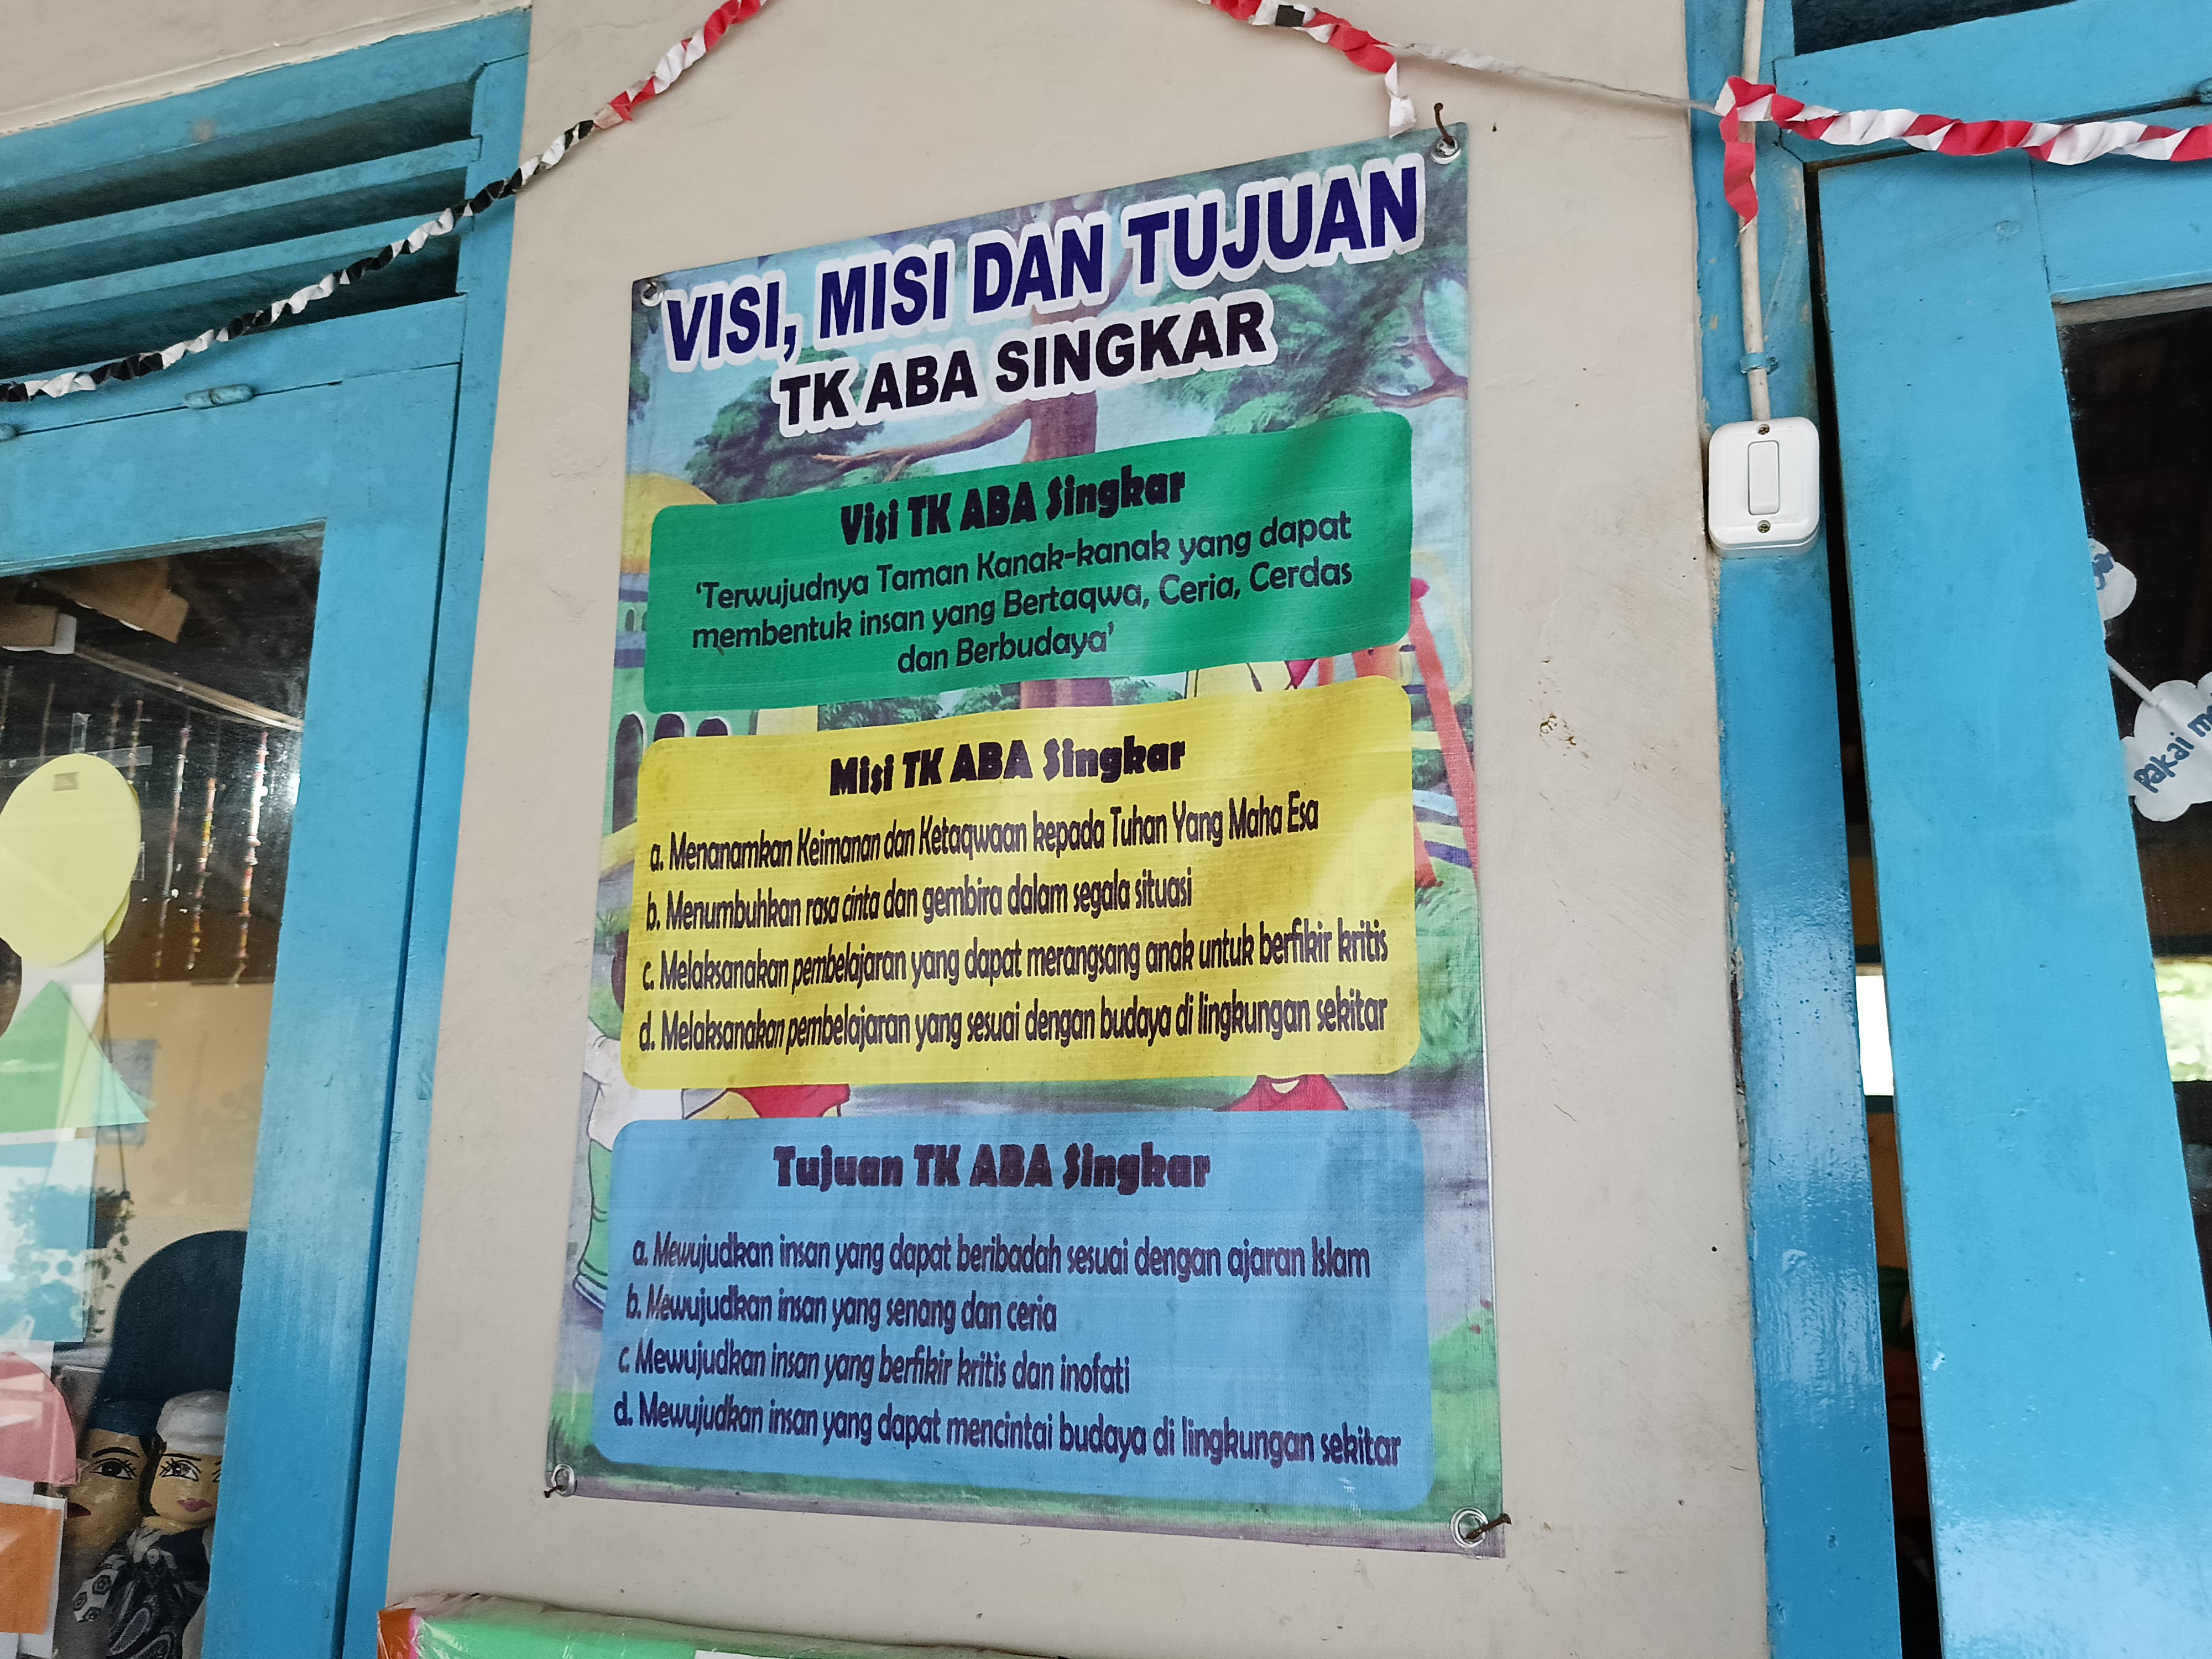 VISI, MISI DAN TUJUAN
TK ABA SINGKAR
Visi TK ABA Singkar
‘Terwujudnya Taman Kanak-kanak yang dapat
membentuk insan yang Bertaqwa, Ceria, Cerdas
dan Berbudaya’
Misi TK ABA Singkar
a. Menanamkan Keimanan dan Ketaqwaan kepada Tuhan Yang Maha Esa
b. Menumbuhkan rasa cinta dan gembira dalam segala situasi
c. Melaksanakan pembelajaran yang dapat merangsang anak untuk berfikir kritis
d. Melaksanakan pembelajaran yang sesuai dengan budaya di lingkungan sekitar
Tujuan TK ABA Singkar
a. Mewujudkan insan yang dapat beribadah sesuai dengan ajaran Islam
b. Mewujudkan insan yang senang dan ceria
c. Mewujudkan insan yang berfikir kritis dan inofati
d. Mewujudkan insan yang dapat mencintai budaya di lingkungan sekitar
Pakai